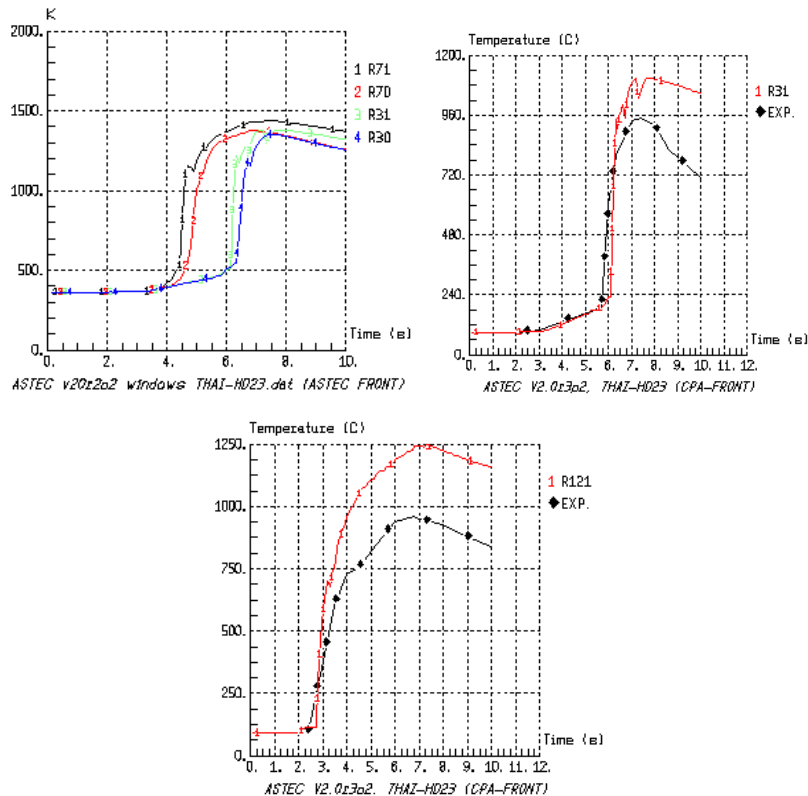 K
2000.
1500.
1000.
500.
0.
0. 2. 4. 6. 8. 10.
1 R71
2 R70
3 R31
4 R30
Time (s)
ASTEC v20r2p2 windows THAI-HD23.dat (ASTEC FRONT)
Temperature (C)
1200.
960.
720.
480.
240.
0.
0. 1. 2. 3. 4. 5. 6. 7. 8. 9. 10. 11. 12.
1 R31
EXP.
Time (s)
ASTEC V2.0r3p2, THAI-HD23 (CPA-FRONT)
Temperature (C)
1250.
1000.
750.
500.
250.
0.
0. 1. 2. 3. 4. 5. 6. 7. 8. 9. 10. 11. 12.
1 R121
EXP.
Time (s)
ASTEC V2.0r3p2, THAI-HD23 (CPA-FRONT)